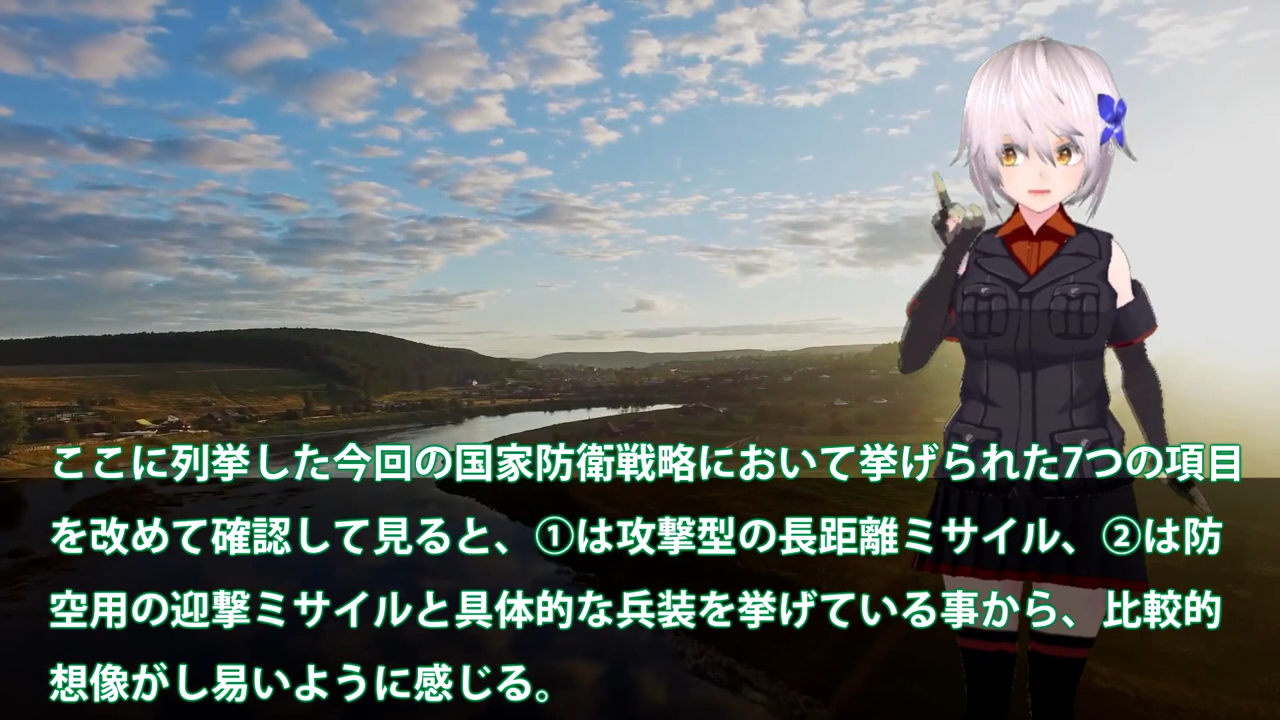 ここに列挙した今回の国家防衛戦略において挙げられた7つの項目
を改めて確認して見ると、①は攻撃型の長距離ミサイル、②は防
空用の迎撃ミサイルと具体的な兵装を挙げている事から、比較的
想像がし易いように感じる。